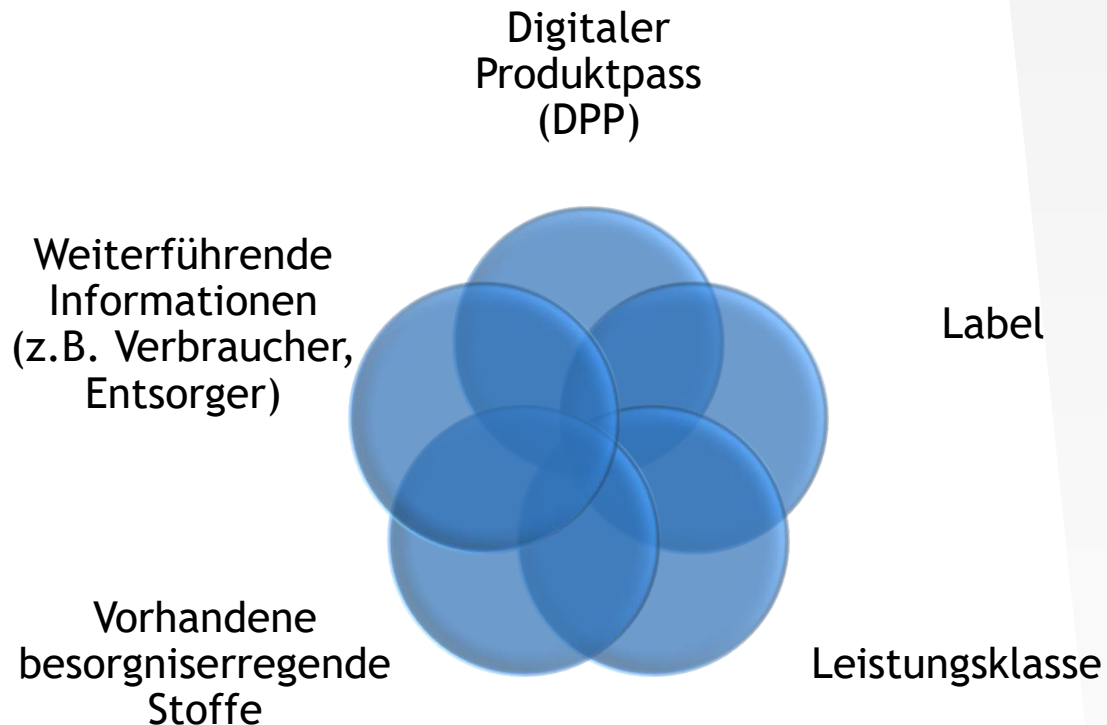 Digitaler
Produktpass
(DPP)
Weiterführende
Informationen
(z.B. Verbraucher,
Entsorger)
Label
Vorhandene
besorgniserregende
Stoffe
Leistungsklasse